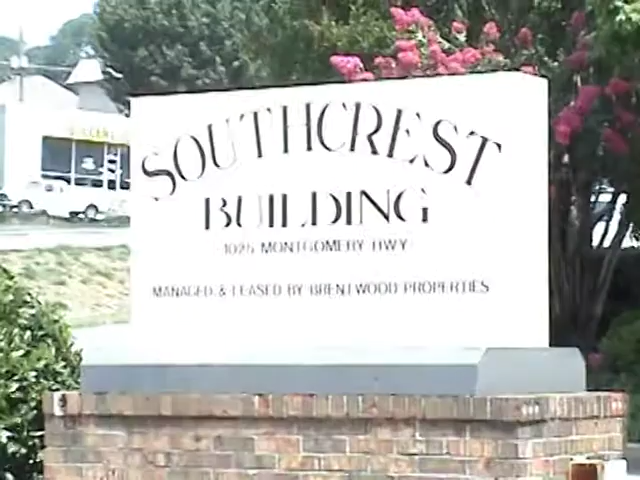 SOUTHCREST
BUILDING
1025 MONTGOMERY HWY
MANAGED & LEASED BY BRENTWOOD PROPERTIES